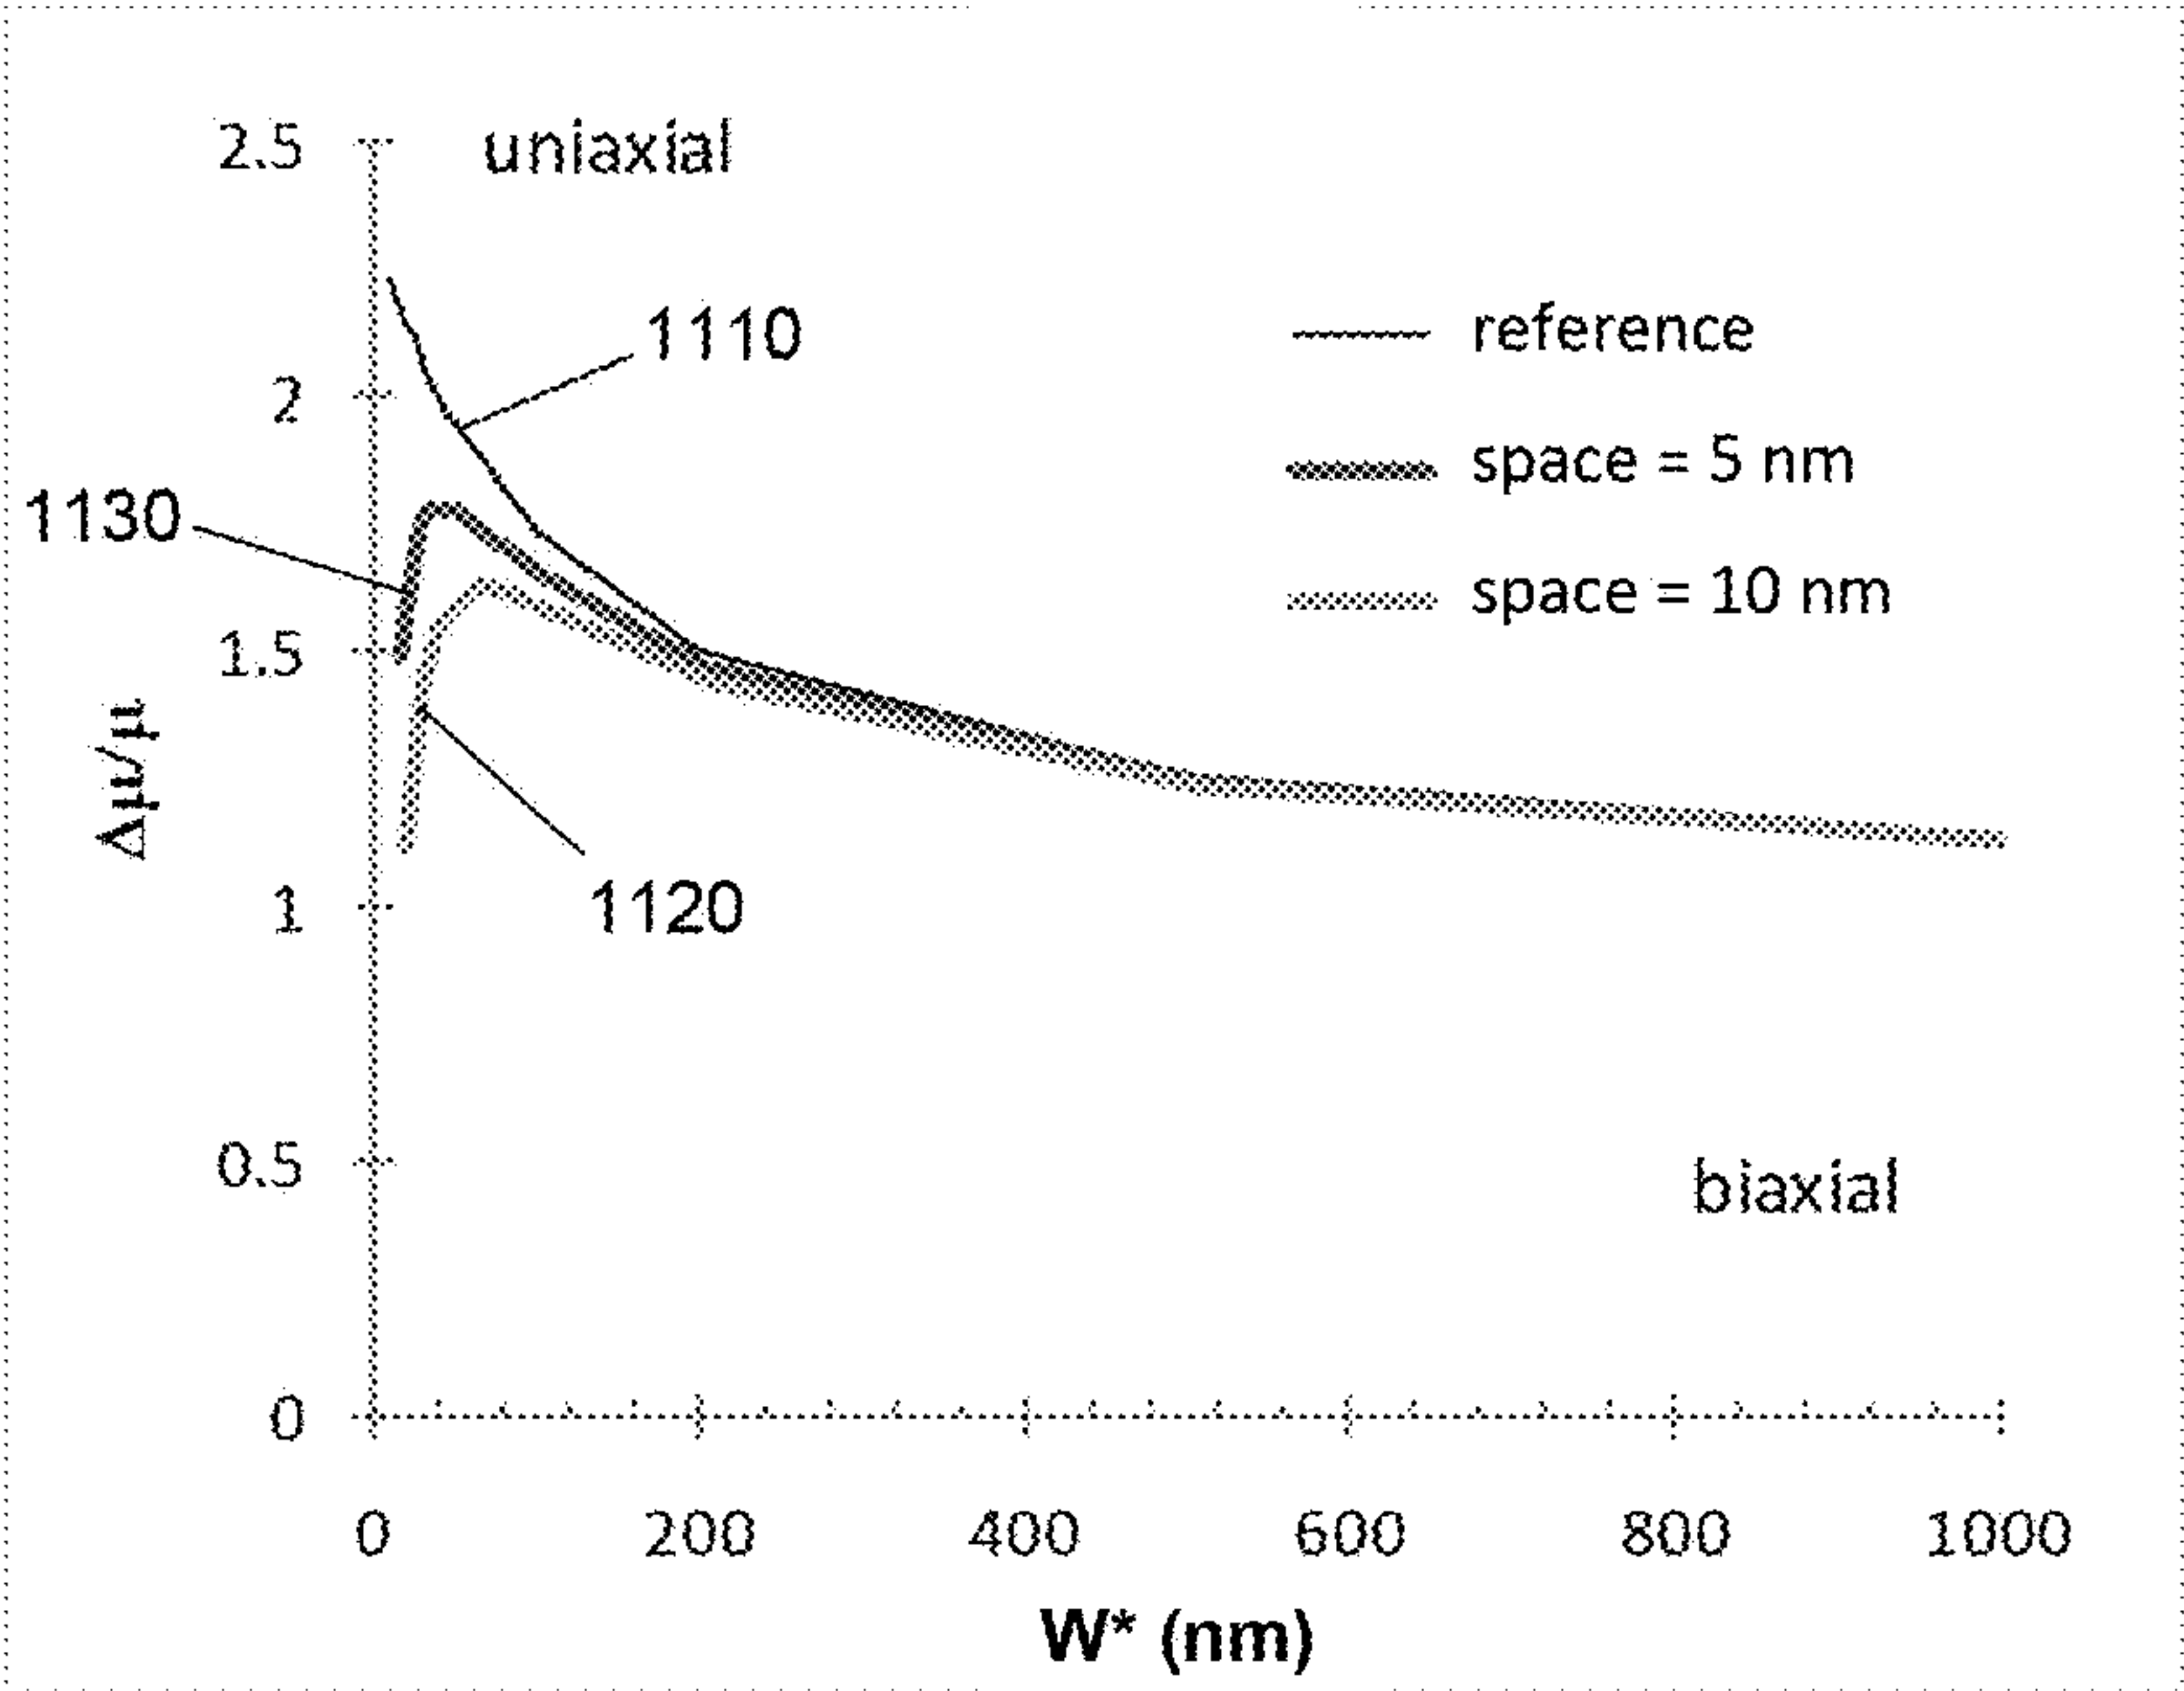 2.5 uniaxial
1110
reference
2
space = 5 nm
1130
space = 10 nm
1.5
Δμ/μ
1
1120
0.5
biaxial
0
0 200 400 600 800 1000
W* (nm)